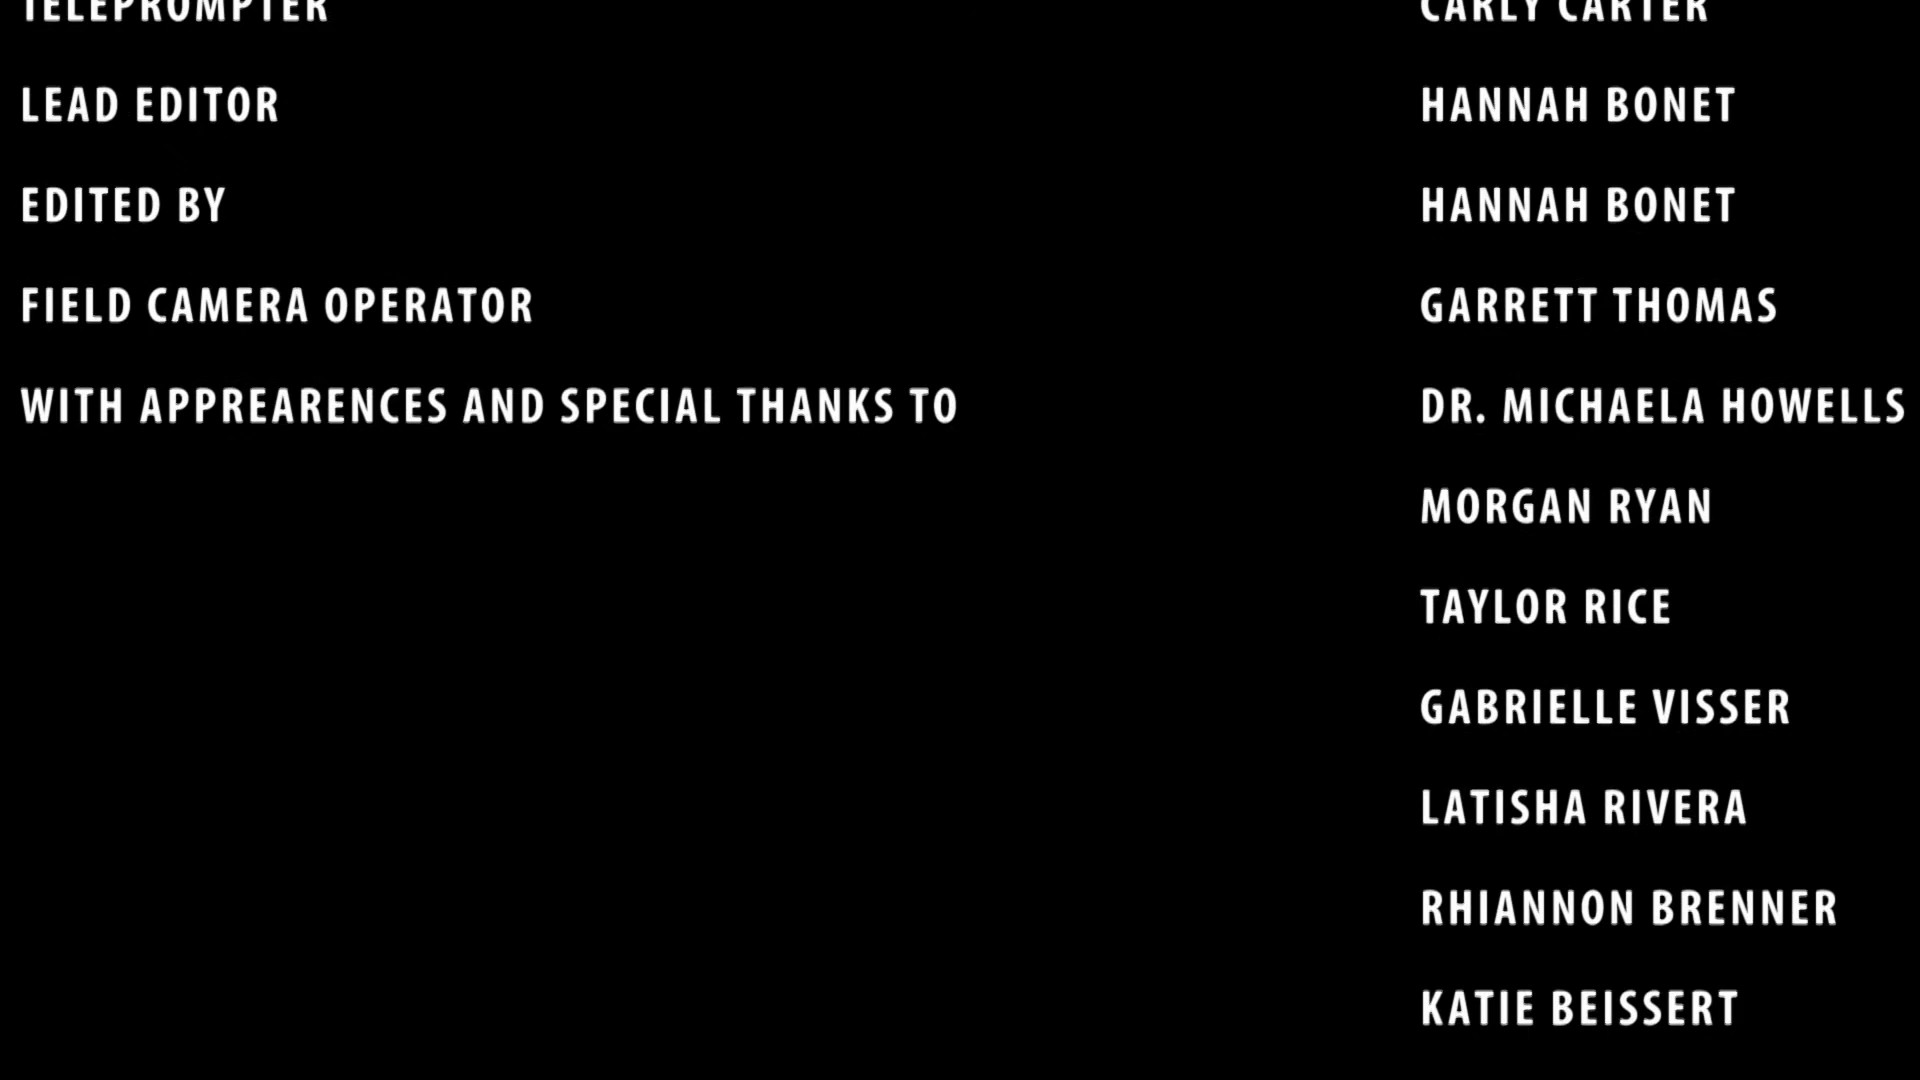 TELEPROMPTER CARLY CARTER
LEAD EDITOR HANNAH BONET
EDITED BY HANNAH BONET
FIELD CAMERA OPERATOR GARRETT THOMAS
WITH APPREARENCES AND SPECIAL THANKS TO DR. MICHAELA HOWELLS
MORGAN RYAN
TAYLOR RICE
GABRIELLE VISSER
LATISHA RIVERA
RHIANNON BRENNER
KATIE BEISSERT